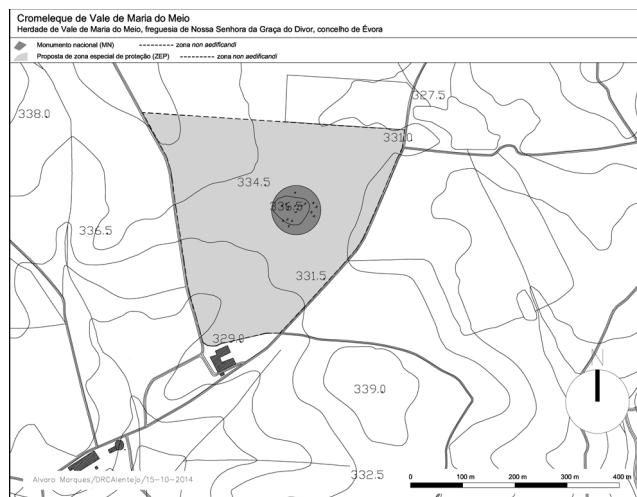 Cromeleque de Vale de Maria do Meio
Herdade de Vale de Maria do Meio, freguesia de Nossa Senhora da Graça do Divor, concelho de Évora
Monumento nacional (MN) zona non aedificandi
Proposta de zona especial de proteção (ZEP) zona non aedificandi
327.5
338.0
331.0
334.5
336.5
331.5
329.0
339.0
N
332.5
Alvaro Marques/DRCAlentejo/15-10-2014
0 100 m 200 m 300 m 400 m